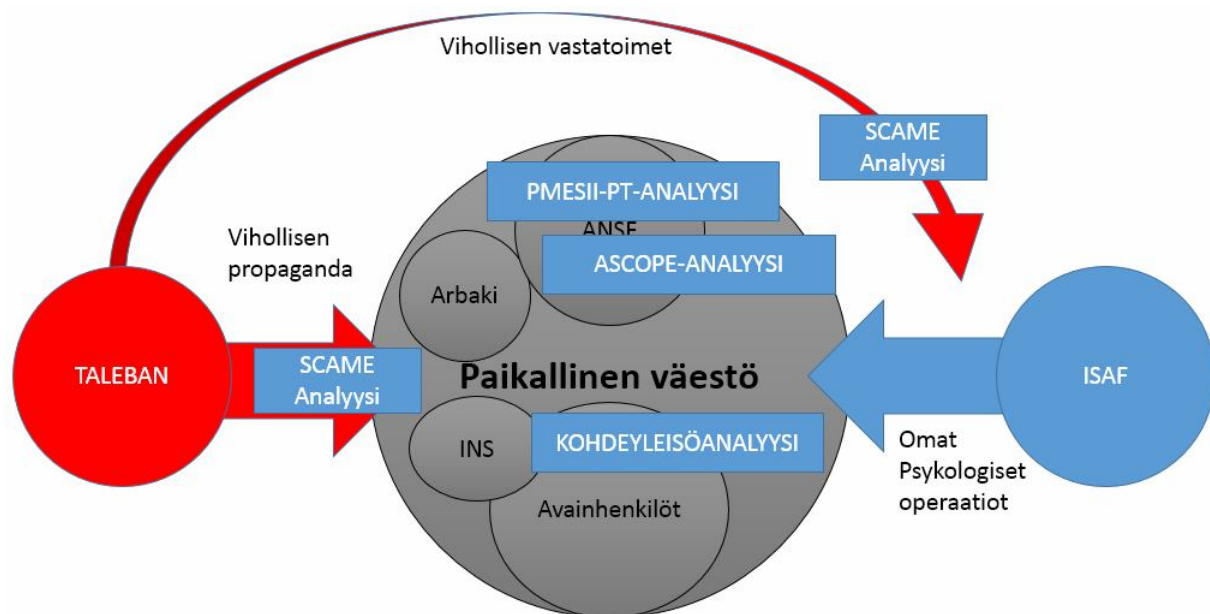 Vihollisen vastatoimet
SCAME
Analyysi
PMESII-PT-ANALYYSI
ANSF
ASCOPE-ANALYYSI
Vihollisen
propaganda
Arbaki
TALEBAN
SCAME
Analyysi
Paikallinen väestö
ISAF
INS
KOHDEYLEISÖANALYYSI
Avainhenkilöt
Omat
Psykologiset
operaatiot